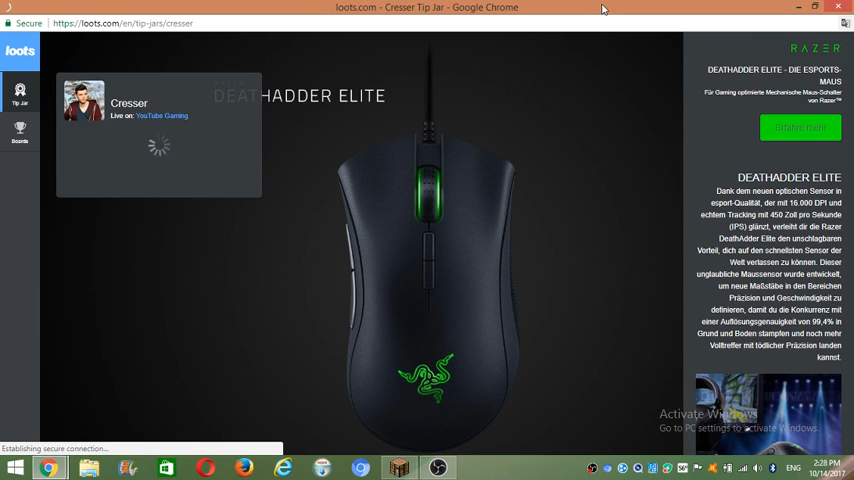 loots.com - Cresser Tip Jar - Google Chrome
Secure
https://loots.com/en/tip-jars/cresser
loots
Tip Jar
Boards
Cresser
Live on: YouTube Gaming
DEATHADDER ELITE
RAZER
DEATHADDER ELITE - DIE ESPORTS-
MAUS
Für Gaming optimierte Mechanische Maus-Schalter
von Razer™
Erfahre mehr
DEATHADDER ELITE
Dank dem neuen optischen Sensor in
esport-Qualität, der mit 16.000 DPI und
echtem Tracking mit 450 Zoll pro Sekunde
(IPS) glänzt, verleiht dir die Razer
DeathAdder Elite den unschlagbaren
Vorteil, dich auf den schnellsten Sensor der
Welt verlassen zu können. Dieser
unglaubliche Maussensor wurde entwickelt,
um neue Maßstäbe in den Bereichen
Präzision und Geschwindigkeit zu
definieren, damit du die Konkurrenz mit
einer Auflösungsgenauigkeit von 99,4% in
Grund und Boden stampfen und noch mehr
Volltreffer mit tödlicher Präzision landen
kannst.
Activate Windows
Go to PC settings to activate Windows.
Establishing secure connection...
ENG
2:28 PM
10/14/2017